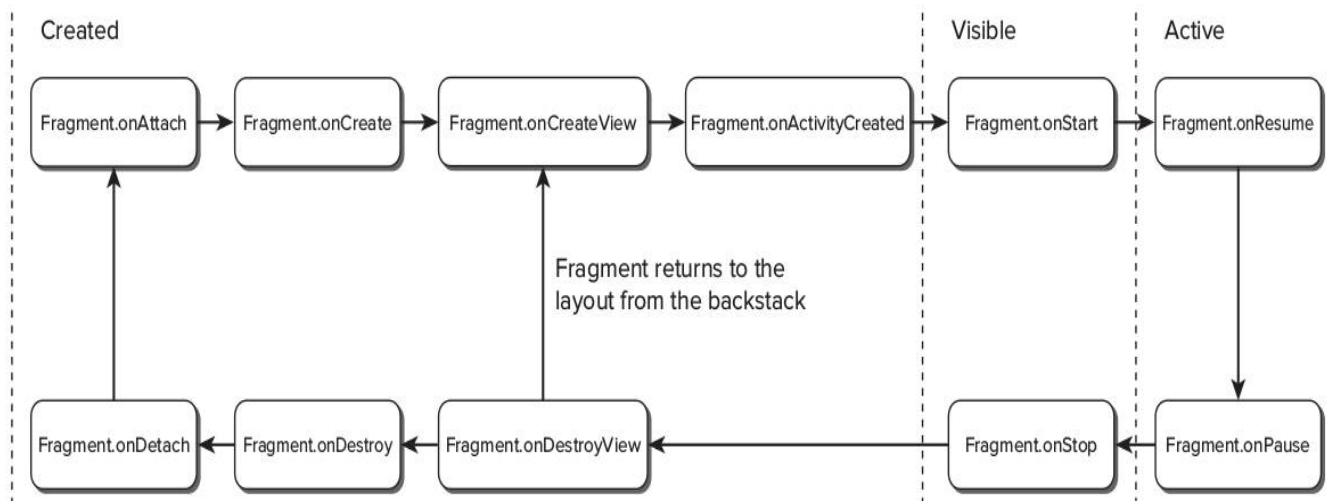 Created
Visible
Active
Fragment.onAttach
Fragment.onCreate
Fragment.onCreateView
Fragment.onActivityCreated
Fragment.onStart
Fragment.onResume
Fragment returns to the
layout from the backstack
Fragment.onDetach
Fragment.onDestroy
Fragment.onDestroyView
Fragment.onStop
Fragment.onPause